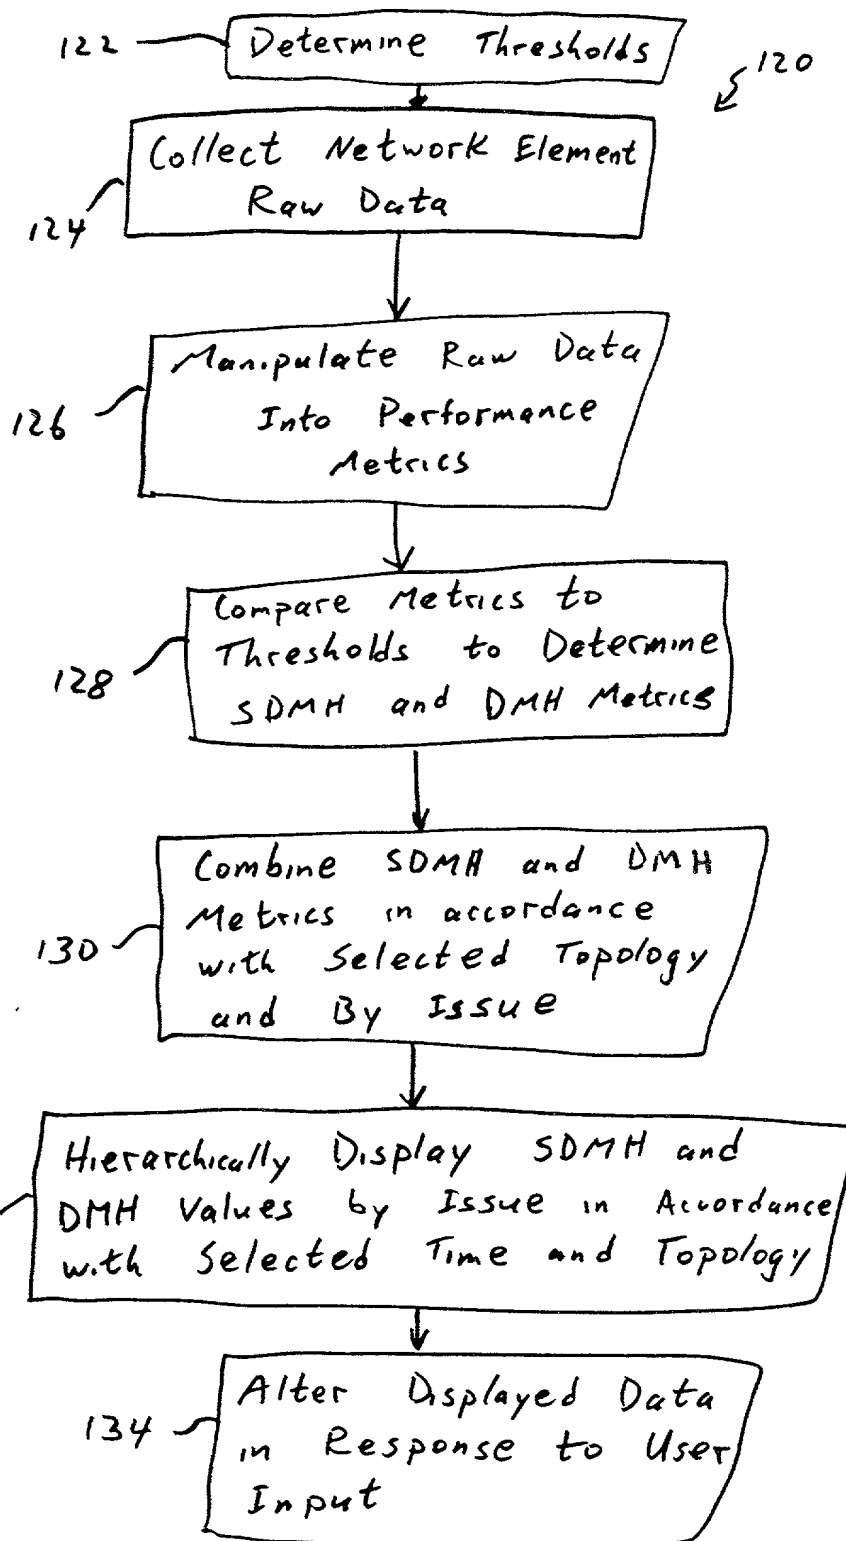 122
Determine Thresholds
120
Collect Network Element
Raw Data
124
Manipulate Raw Data
Into Performance
Metrics
126
Compare Metrics to
Thresholds to Determine
SDMH and DMH Metrics
128
Combine SDMH and DMH
Metrics in accordance
with Selected Topology
and By Issue
130
Hierarchically Display SDMH and
DMH Values by Issue in Accordance
with Selected Time and Topology
Alter Displayed Data
in Response to User
Input
134